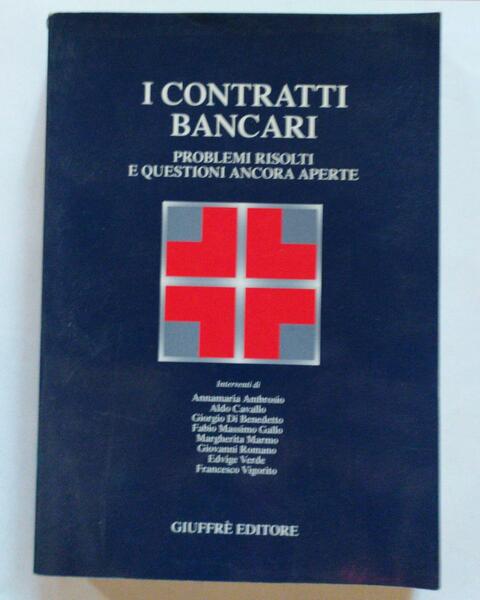 I CONTRATTI
BANCARI
PROBLEMI RISOLTI
E QUESTIONI ANCORA APERTE
Interventi di
Annamaria Ambrosio
Aldo Cavallo
Giorgio Di Benedetto
Fabio Massimo Gallo
Margherita Marmo
Giovanni Romano
Edvige Verde
Francesco Vigorito
GIUFFRÈ EDITORE